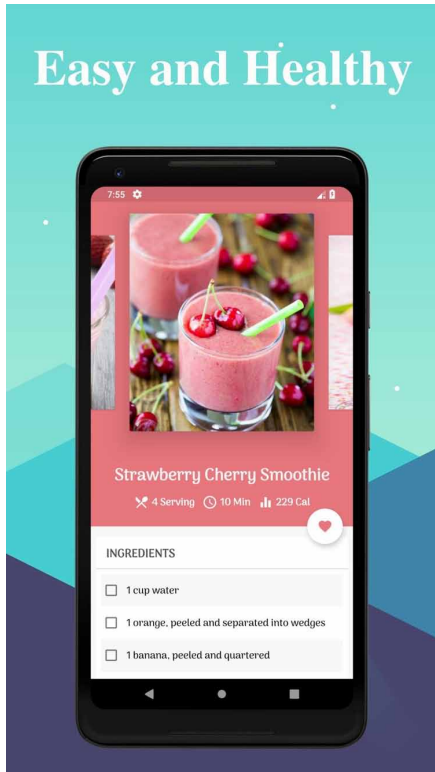 Easy and Healthy
7:55
Strawberry Cherry Smoothie
4 Serving 10 Min 229 Cal
INGREDIENTS
1 cup water
1 orange, peeled and separated into wedges
1 banana, peeled and quartered